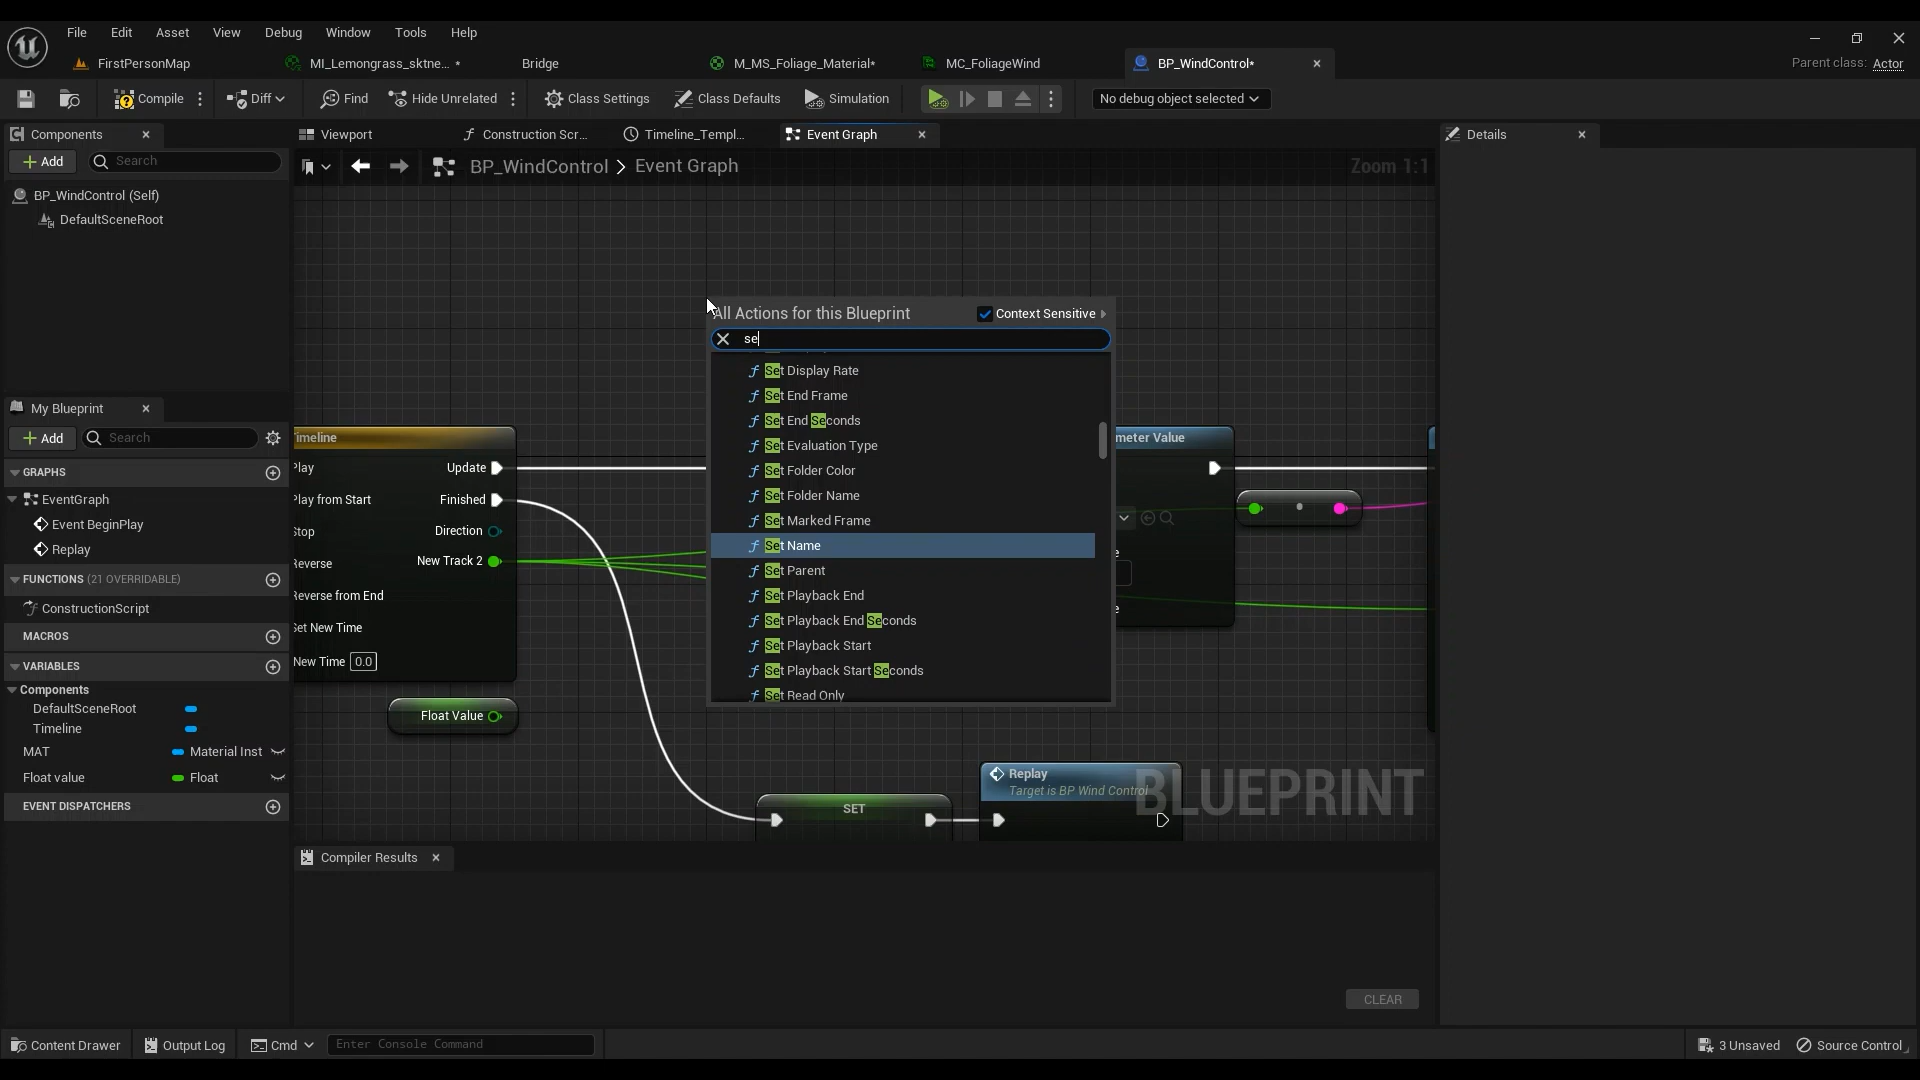 File Edit Asset View Debug Window Tools Help
FirstPersonMap MI_Lemongrass_sktne... • Bridge M_MS_Foliage_Material* MC_FoliageWind BP_WindControl* Parent class: Actor
Compile Diff Find Hide Unrelated Class Settings Class Defaults Simulation No debug object selected
Components Viewport Construction Scr... Timeline_Templ... Event Graph Details
Add Search BP_WindControl > Event Graph Zoom 1:1
BP_WindControl (Self)
DefaultSceneRoot
All Actions for this Blueprint Context Sensitive
se
Set Display Rate
Set End Frame
Set End Seconds
Set Evaluation Type
Set Folder Color
Set Folder Name
Set Marked Frame
Set Name
Set Parent
Set Playback End
Set Playback End Seconds
Set Playback Start
Set Playback Start Seconds
Set Read Only
My Blueprint
Add Search
GRAPHS
EventGraph
Event BeginPlay
Replay
FUNCTIONS (21 OVERRIDABLE)
ConstructionScript
MACROS
VARIABLES
Components
DefaultSceneRoot
Timeline
MAT Material Inst
Float value Float
EVENT DISPATCHERS
imeline
Play Update
Play from Start Finished
Stop Direction
Reverse New Track 2
Reverse from End
Set New Time
New Time 0.0
Float Value
meter Value
SET
Replay
Target is BP Wind Control
BLUEPRINT
Compiler Results
CLEAR
Content Drawer Output Log Cmd Enter Console Command 3 Unsaved Source Control